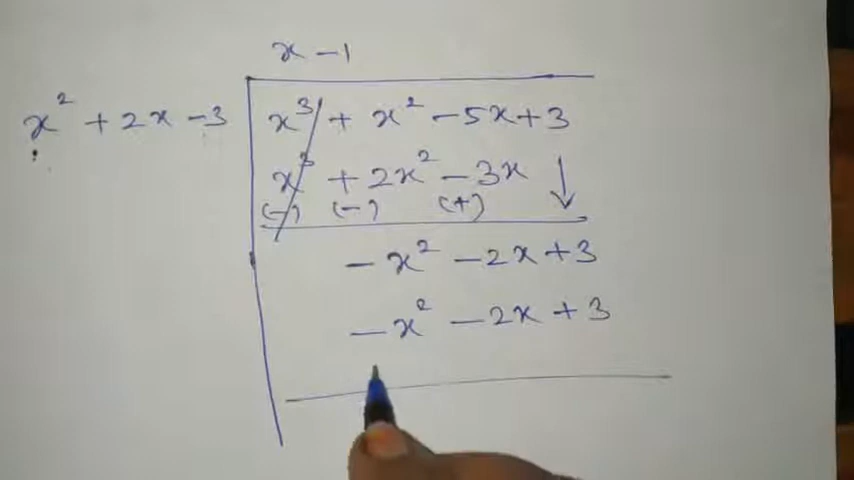 x - 1
x² + 2x - 3 x³ + x² - 5x + 3
x³ + 2x² - 3x ↓
(-) (-) (+)
- x² - 2x + 3
- x² - 2x + 3